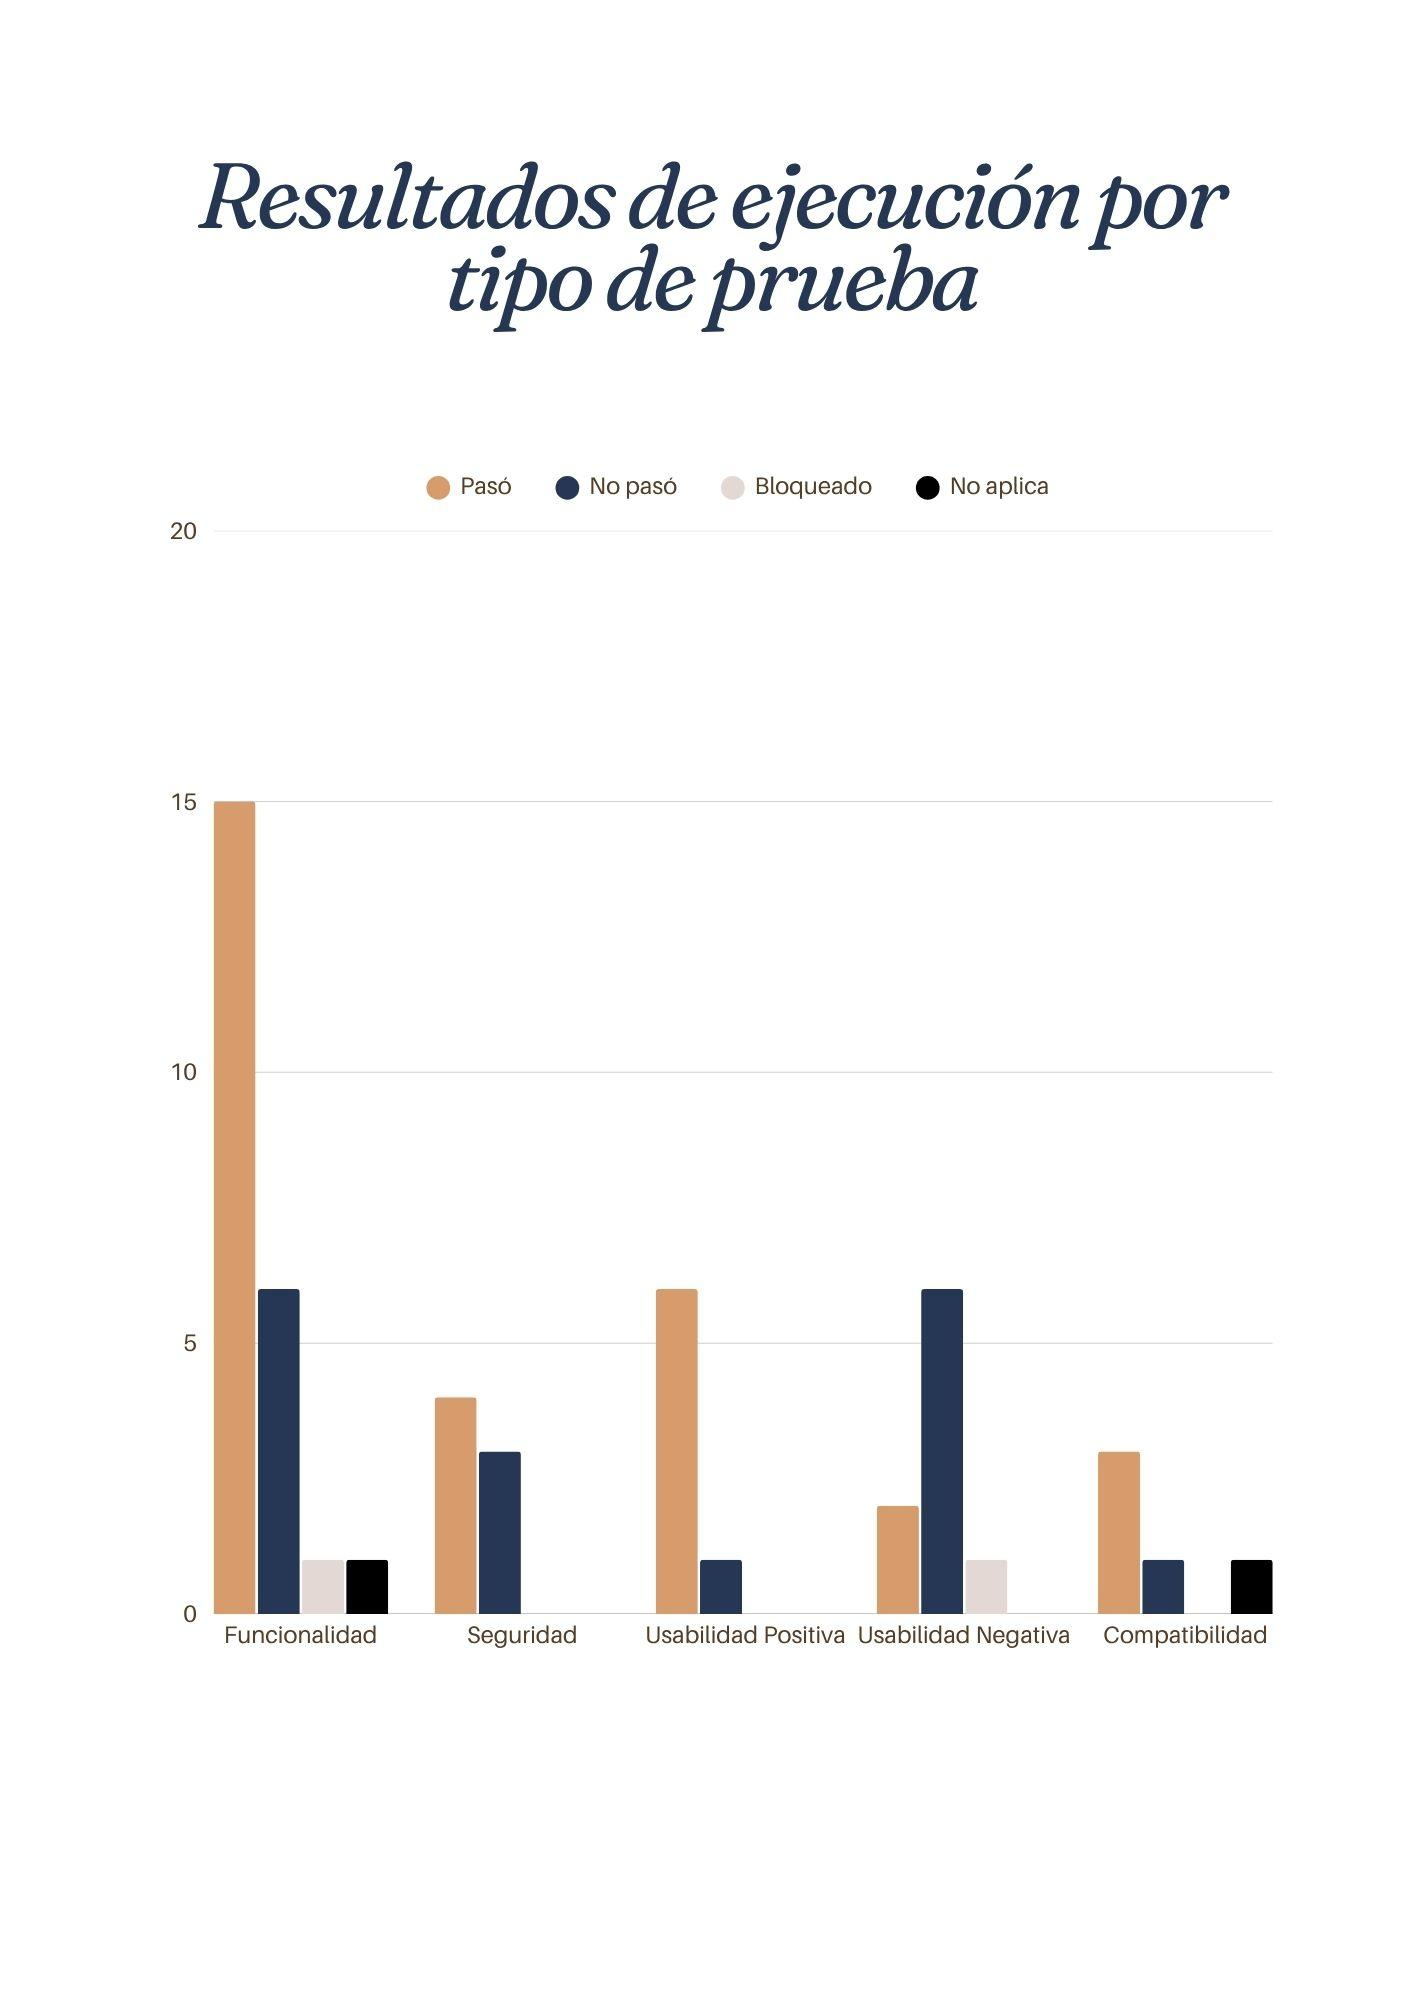 Resultados de ejecución por
tipo de prueba
Pasó No pasó Bloqueado No aplica
20
15
10
5
0
Funcionalidad Seguridad Usabilidad Positiva Usabilidad Negativa Compatibilidad